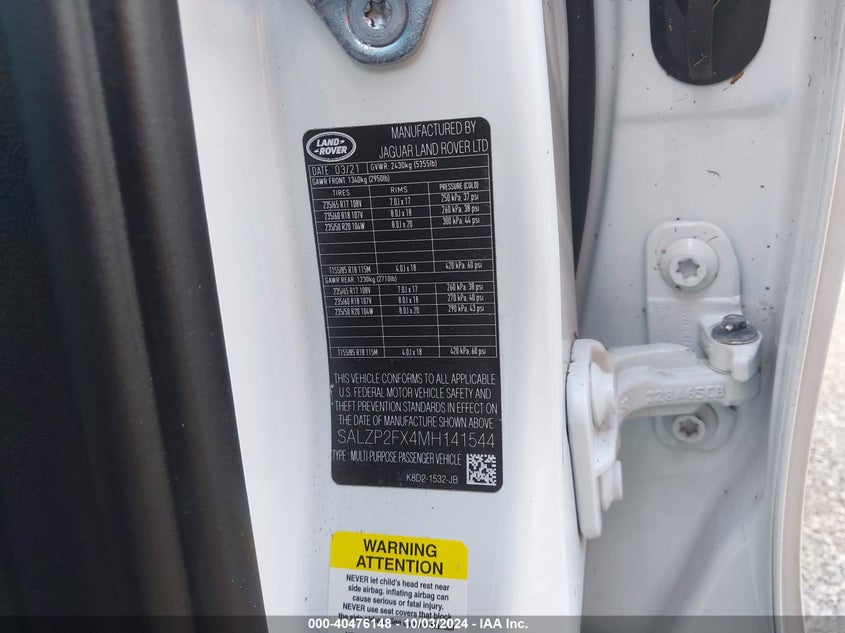 LAND
ROVER
MANUFACTURED BY
JAGUAR LAND ROVER LTD
DATE 03/21 GVWR: 2430kg (5355lb)
GAWR FRONT: 1340kg (2950lb)
TIRES RIMS PRESSURE (COLD)
235/65 R17 108V 7.0J x 17 250 kPa, 37 psi
235/60 R18 107V 8.0J x 18 260 kPa, 38 psi
235/50 R20 104W 8.0J x 20 300 kPa, 44 psi
T155/85 R18 115M 4.0J x 18 420 kPa, 60 psi
GAWR REAR: 1230kg (2710lb)
235/65 R17 108V 7.0J x 17 260 kPa, 38 psi
235/60 R18 107V 8.0J x 18 270 kPa, 40 psi
235/50 R20 104W 8.0J x 20 290 kPa, 43 psi
T155/85 R18 115M 4.0J x 18 420 kPa, 60 psi
THIS VEHICLE CONFORMS TO ALL APPLICABLE
U.S. FEDERAL MOTOR VEHICLE SAFETY AND
THEFT PREVENTION STANDARDS IN EFFECT ON
THE DATE OF MANUFACTURE SHOWN ABOVE
SALZP2FX4MH141544
TYPE: MULTI-PURPOSE PASSENGER VEHICLE
K8D2-1532-JB
228A65CB
WARNING
ATTENTION
NEVER let child's head rest near
side airbag, inflating airbag can
cause serious or fatal injury.
NEVER use seat covers that block
000-40476148 - 10/03/2024 - IAA Inc.